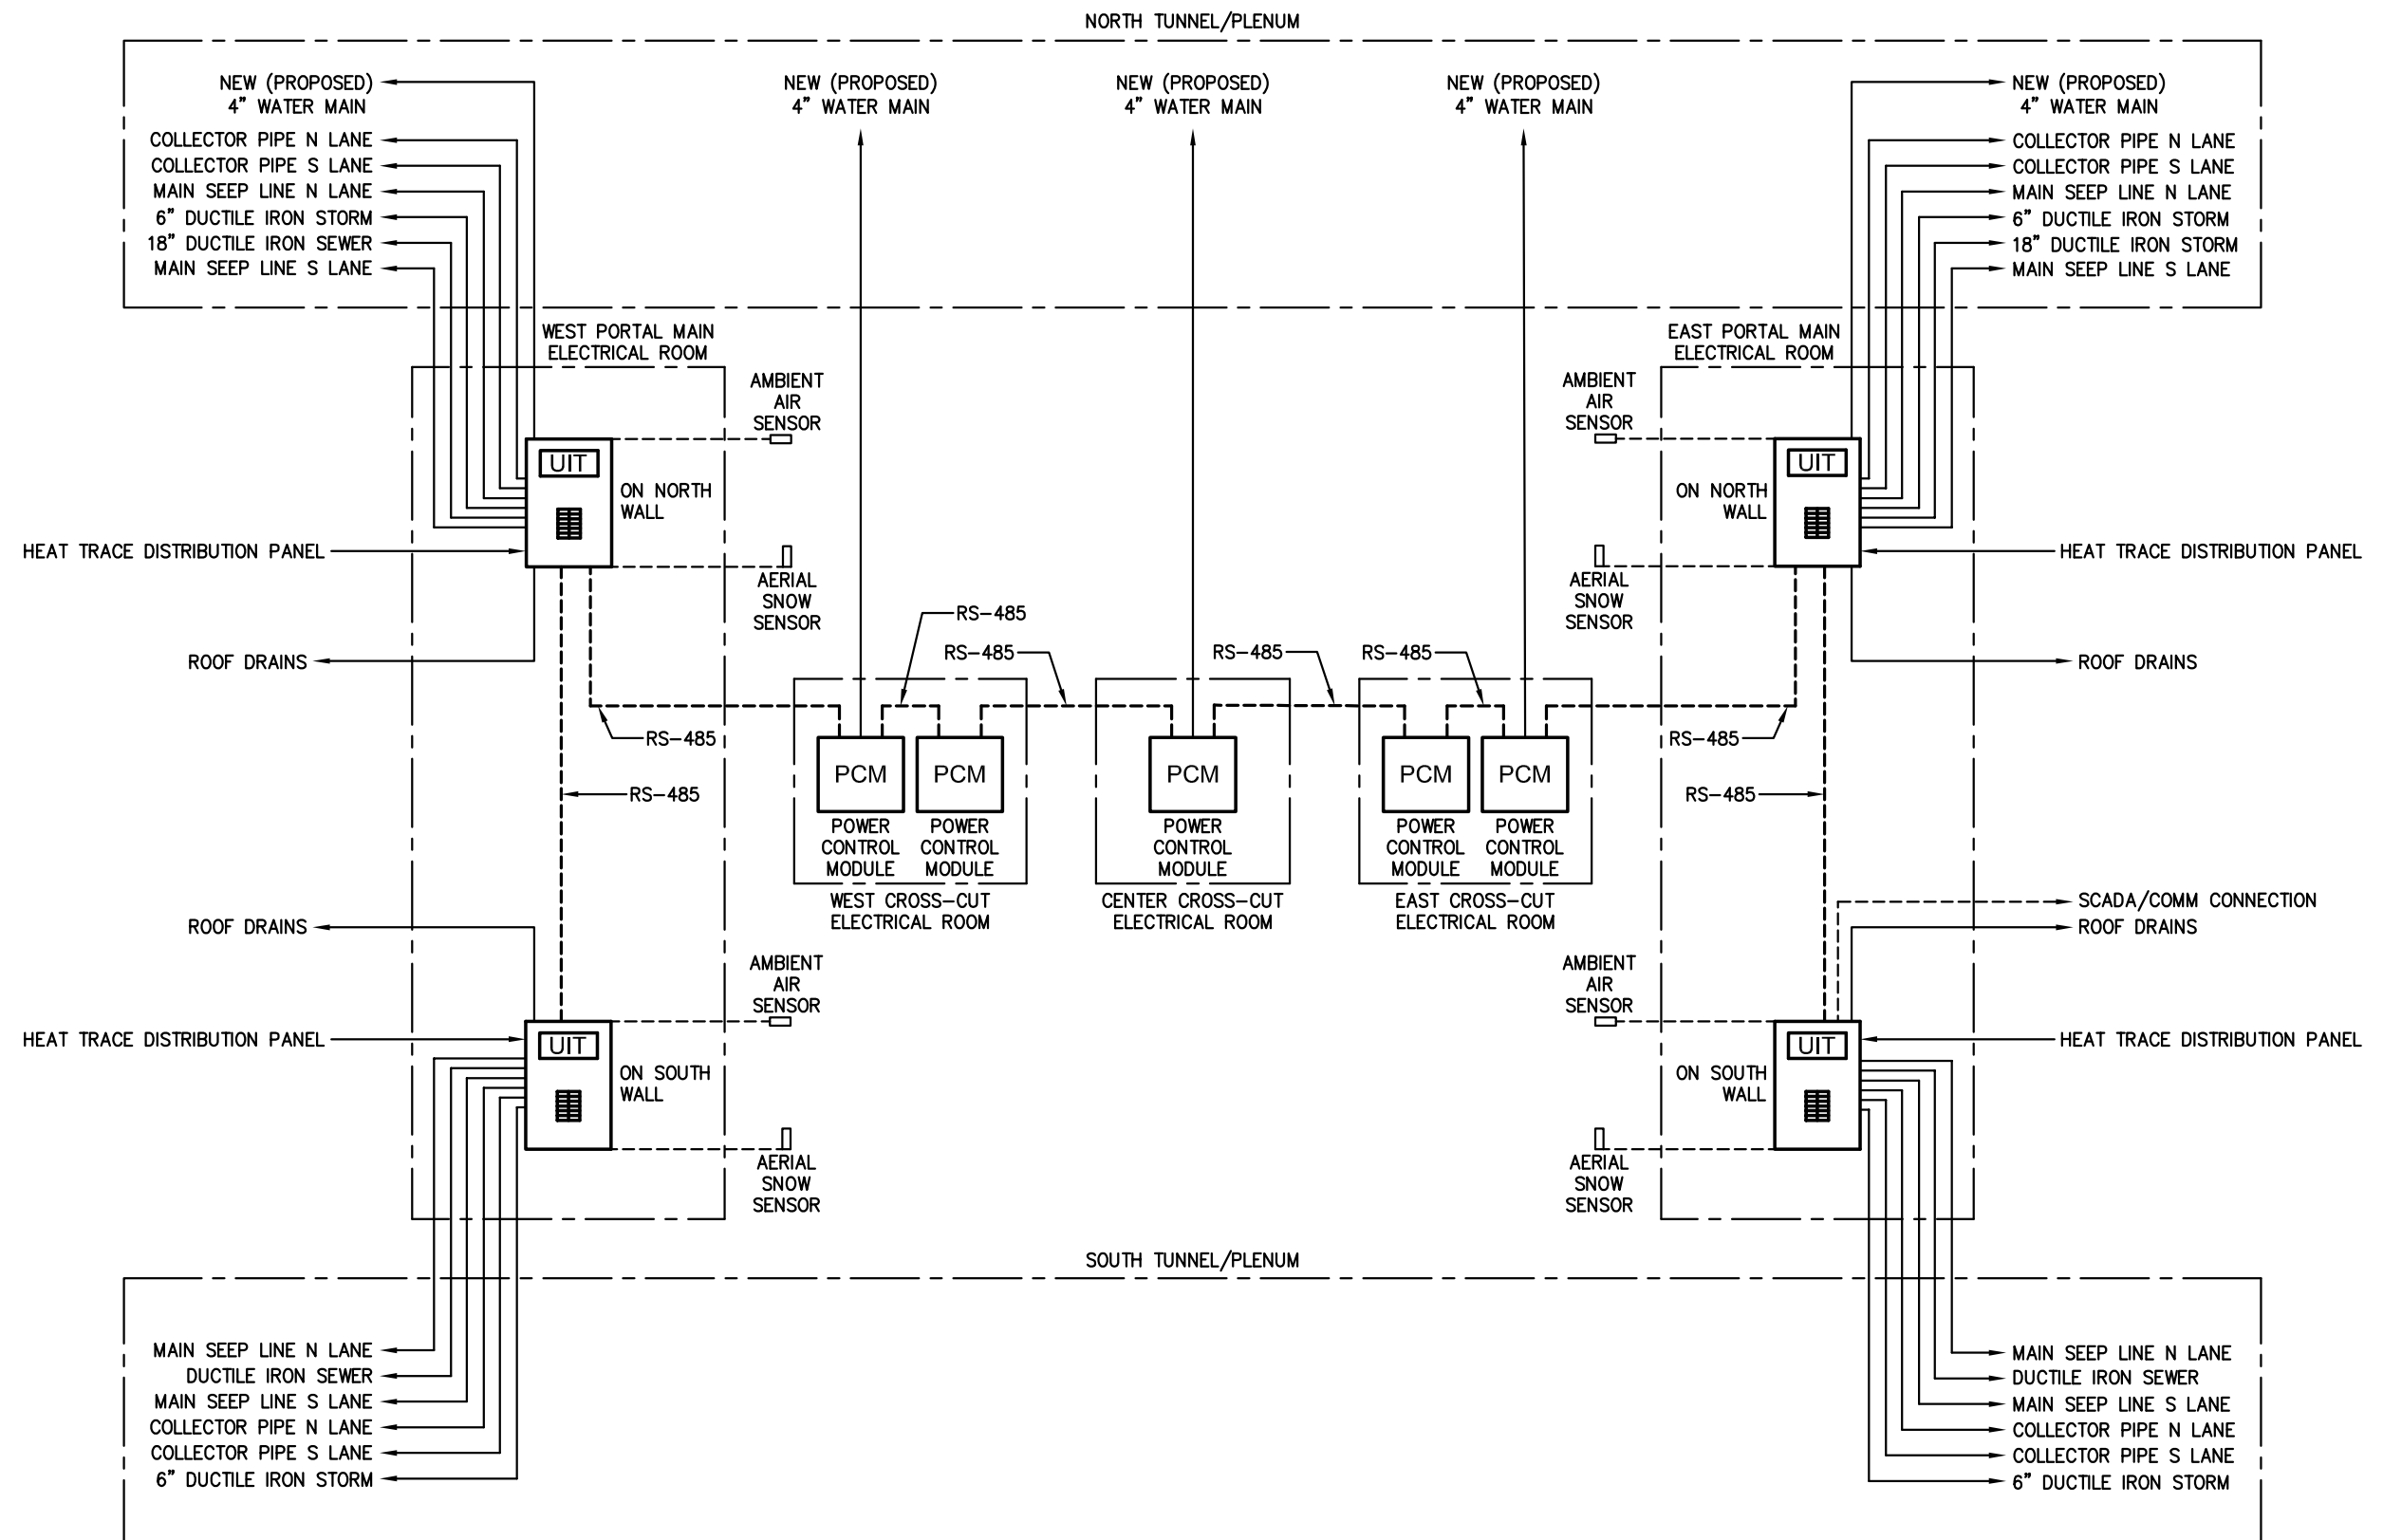 NORTH TUNNEL/PLENUM
NEW (PROPOSED)
4" WATER MAIN
COLLECTOR PIPE N LANE
COLLECTOR PIPE S LANE
MAIN SEEP LINE N LANE
6" DUCTILE IRON STORM
18" DUCTILE IRON SEWER
MAIN SEEP LINE S LANE
NEW (PROPOSED)
4" WATER MAIN
NEW (PROPOSED)
4" WATER MAIN
NEW (PROPOSED)
4" WATER MAIN
NEW (PROPOSED)
4" WATER MAIN
COLLECTOR PIPE N LANE
COLLECTOR PIPE S LANE
MAIN SEEP LINE N LANE
6" DUCTILE IRON STORM
18" DUCTILE IRON STORM
MAIN SEEP LINE S LANE
WEST PORTAL MAIN
ELECTRICAL ROOM
EAST PORTAL MAIN
ELECTRICAL ROOM
AMBIENT
AIR
SENSOR
AMBIENT
AIR
SENSOR
UIT
ON NORTH
WALL
UIT
ON NORTH
WALL
HEAT TRACE DISTRIBUTION PANEL
HEAT TRACE DISTRIBUTION PANEL
AERIAL
SNOW
SENSOR
AERIAL
SNOW
SENSOR
RS-485
RS-485
RS-485
RS-485
ROOF DRAINS
ROOF DRAINS
RS-485
RS-485
RS-485
RS-485
PCM
PCM
PCM
PCM
PCM
POWER
CONTROL
MODULE
POWER
CONTROL
MODULE
POWER
CONTROL
MODULE
POWER
CONTROL
MODULE
POWER
CONTROL
MODULE
WEST CROSS-CUT
ELECTRICAL ROOM
CENTER CROSS-CUT
ELECTRICAL ROOM
EAST CROSS-CUT
ELECTRICAL ROOM
SCADA/COMM CONNECTION
ROOF DRAINS
ROOF DRAINS
AMBIENT
AIR
SENSOR
AMBIENT
AIR
SENSOR
HEAT TRACE DISTRIBUTION PANEL
HEAT TRACE DISTRIBUTION PANEL
UIT
ON SOUTH
WALL
UIT
ON SOUTH
WALL
AERIAL
SNOW
SENSOR
AERIAL
SNOW
SENSOR
SOUTH TUNNEL/PLENUM
MAIN SEEP LINE N LANE
DUCTILE IRON SEWER
MAIN SEEP LINE S LANE
COLLECTOR PIPE N LANE
COLLECTOR PIPE S LANE
6" DUCTILE IRON STORM
MAIN SEEP LINE N LANE
DUCTILE IRON SEWER
MAIN SEEP LINE S LANE
COLLECTOR PIPE N LANE
COLLECTOR PIPE S LANE
6" DUCTILE IRON STORM